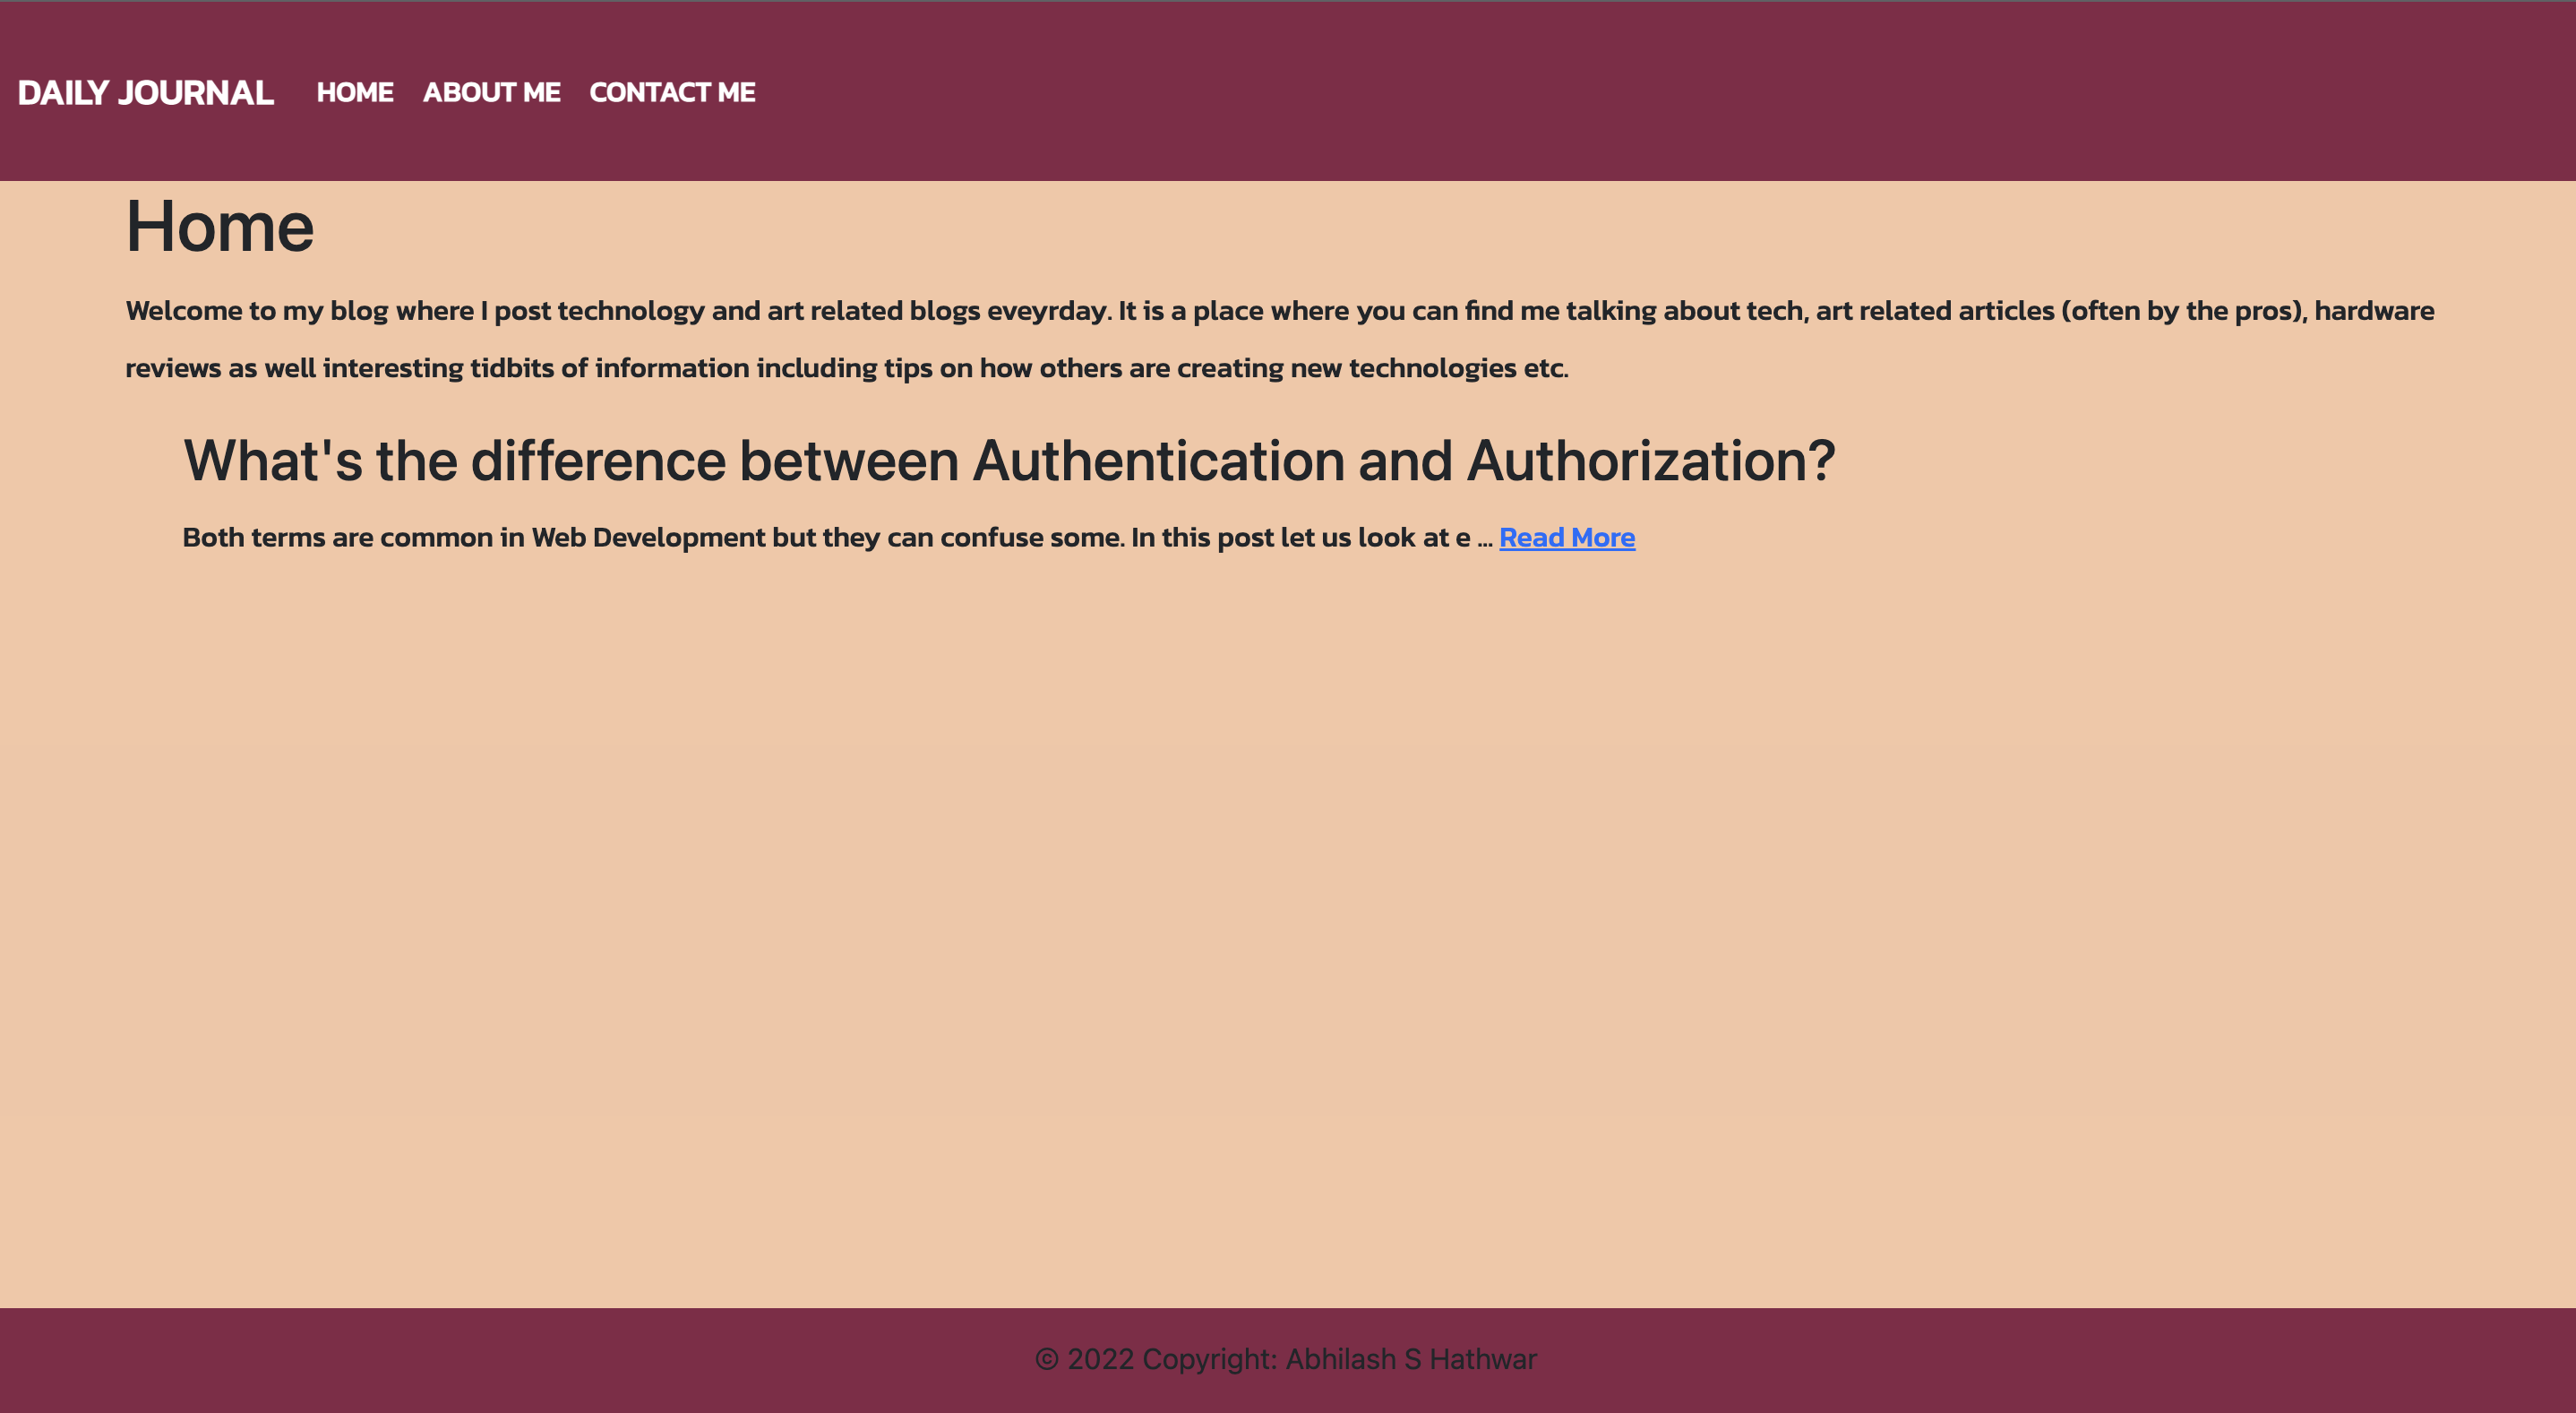 DAILY JOURNAL HOME ABOUT ME CONTACT ME
Home
Welcome to my blog where I post technology and art related blogs eveyrday. It is a place where you can find me talking about tech, art related articles (often by the pros), hardware
reviews as well interesting tidbits of information including tips on how others are creating new technologies etc.
What's the difference between Authentication and Authorization?
Both terms are common in Web Development but they can confuse some. In this post let us look at e ... Read More
© 2022 Copyright: Abhilash S Hathwar